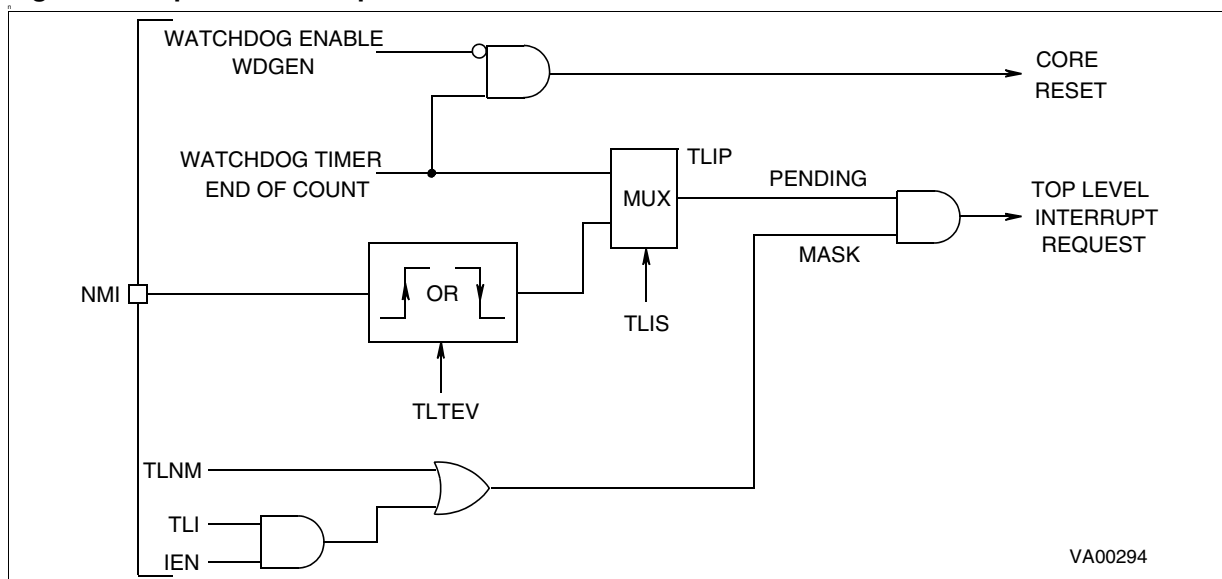 WATCHDOG ENABLE
WDGEN
CORE
RESET
WATCHDOG TIMER
END OF COUNT
TLIP
MUX
PENDING
TOP LEVEL
INTERRUPT
REQUEST
MASK
NMI
OR
TLIS
TLTEV
TLNM
TLI
IEN
VA00294